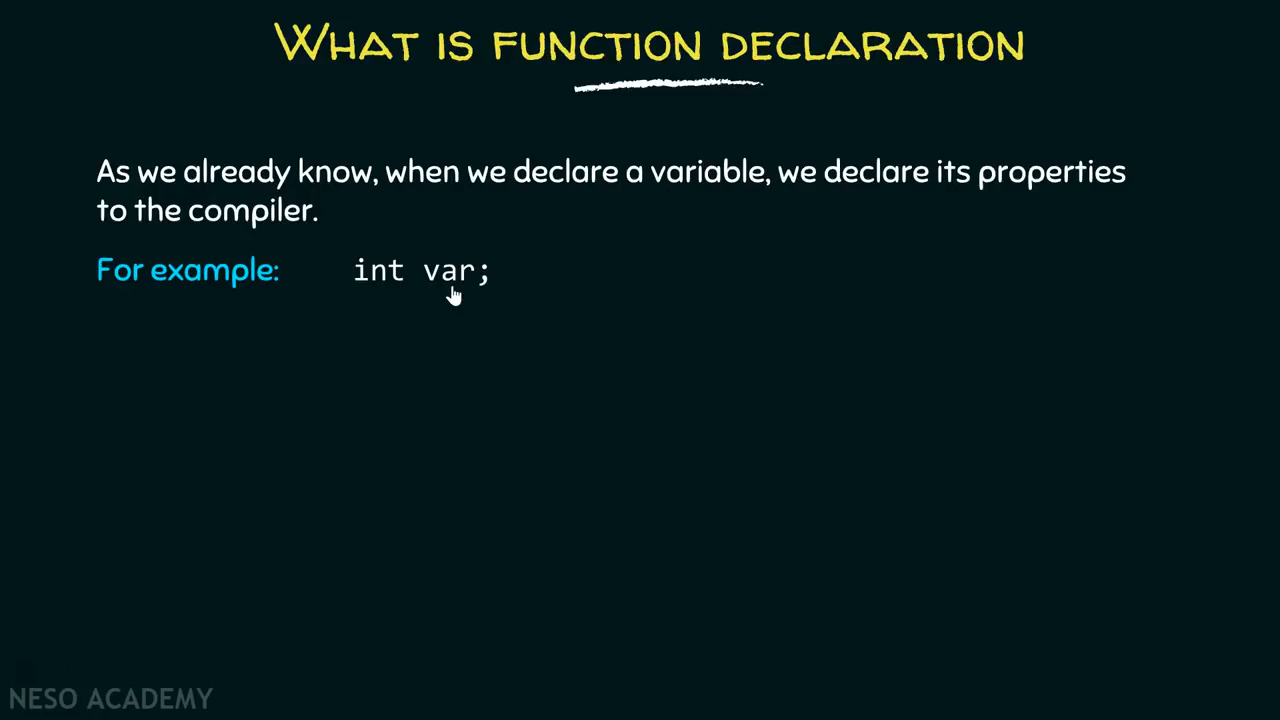 WHAT IS FUNCTION DECLARATION
As we already know, when we declare a variable, we declare its properties
to the compiler.
For example: int var;
NESO ACADEMY